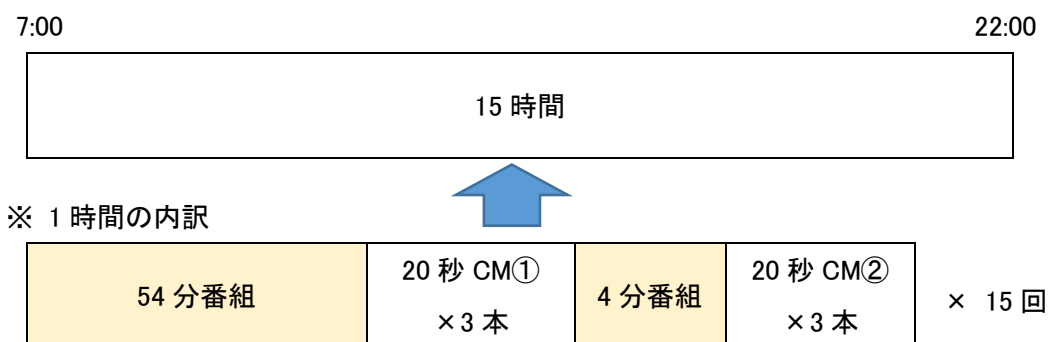 7:00
22:00
15 時間
※ 1 時間の内訳
54 分番組
20 秒 CM①
×3 本
4 分番組
20 秒 CM②
×3 本
× 15 回